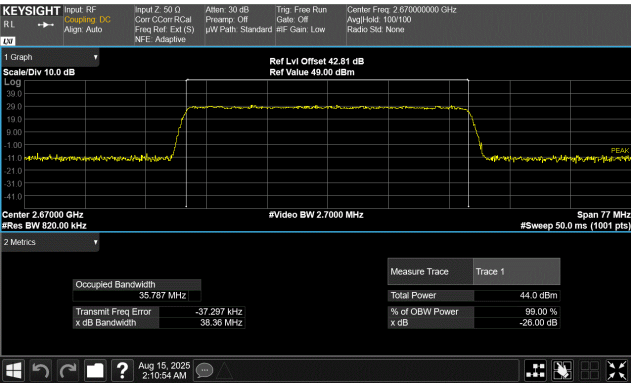 KEYSIGHT Input: RF Input Z: 50 Ω Atten: 30 dB Trig: Free Run Center Freq: 2.670000000 GHz
RL Coupling: DC Corr CCorr RCal Preamp: Off Gate: Off Avg|Hold: 100/100
Align: Auto Freq Ref: Ext (S) µW Path: Standard #IF Gain: Low Radio Std: None
LXI NFE: Adaptive
1 Graph
Ref Lvl Offset 42.81 dB
Scale/Div 10.0 dB Ref Value 49.00 dBm
Log
39.0
29.0
19.0
9.00
-1.00
PEAK
-11.0
-21.0
-31.0
-41.0
Center 2.67000 GHz #Video BW 2.7000 MHz Span 77 MHz
#Res BW 820.00 kHz #Sweep 50.0 ms (1001 pts)
2 Metrics
Measure Trace Trace 1
Occupied Bandwidth
35.787 MHz Total Power 44.0 dBm
Transmit Freq Error -37.297 kHz % of OBW Power 99.00 %
x dB Bandwidth 38.36 MHz x dB -26.00 dB
Aug 15, 2025
2:10:54 AM